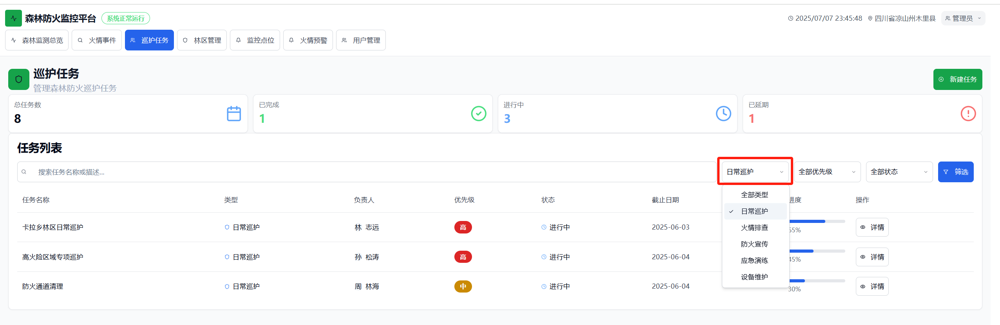 森林防火监控平台 系统正常运行 2025/07/07 23:45:48 四川省凉山州木里县 管理员
森林监测总览 火情事件 巡护任务 林区管理 监控点位 火情预警 用户管理
巡护任务
管理森林防火巡护任务
新建任务
总任务数 已完成 进行中 已延期
8 1 3 1
任务列表
搜索任务名称或描述... 日常巡护 全部优先级 全部状态 筛选
全部类型
日常巡护
火情排查
防火宣传
应急演练
设备维护
任务名称 类型 负责人 优先级 状态 截止日期 进度 操作
卡拉乡林区日常巡护 日常巡护 林 志远 高 进行中 2025-06-03 65% 详情
高火险区域专项巡护 日常巡护 孙 松涛 高 进行中 2025-06-04 45% 详情
防火通道清理 日常巡护 周 林海 中 进行中 2025-06-04 30% 详情